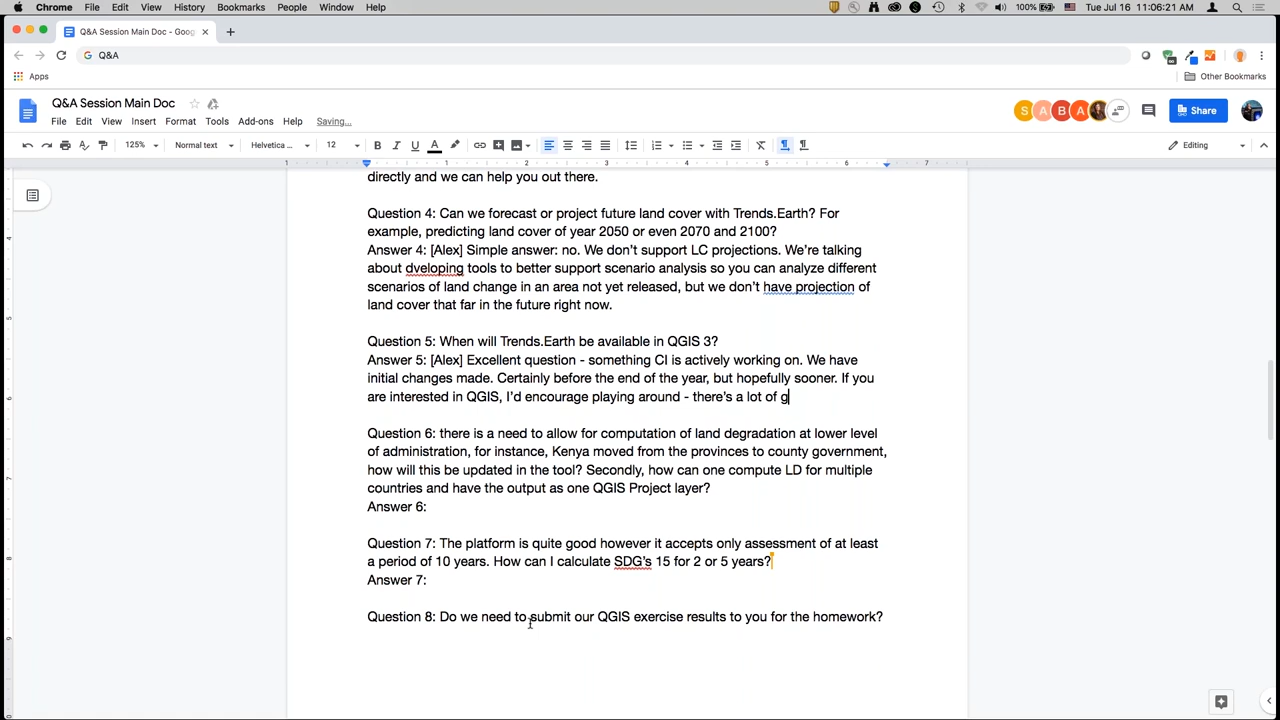 Chrome File Edit View History Bookmarks People Window Help 100% Tue Jul 16 11:06:21 AM
Q&A Session Main Doc - Goog
Q&A
Apps Other Bookmarks
Q&A Session Main Doc
S A B A Share
File Edit View Insert Format Tools Add-ons Help Saving...
125% Normal text Helvetica ... 12 Editing
1 1 2 3 4 5 6 7
directly and we can help you out there.
Question 4: Can we forecast or project future land cover with Trends.Earth? For
example, predicting land cover of year 2050 or even 2070 and 2100?
Answer 4: [Alex] Simple answer: no. We don't support LC projections. We're talking
about dveloping tools to better support scenario analysis so you can analyze different
scenarios of land change in an area not yet released, but we don't have projection of
land cover that far in the future right now.
Question 5: When will Trends.Earth be available in QGIS 3?
Answer 5: [Alex] Excellent question - something CI is actively working on. We have
initial changes made. Certainly before the end of the year, but hopefully sooner. If you
are interested in QGIS, I'd encourage playing around - there's a lot of g
Question 6: there is a need to allow for computation of land degradation at lower level
of administration, for instance, Kenya moved from the provinces to county government,
how will this be updated in the tool? Secondly, how can one compute LD for multiple
countries and have the output as one QGIS Project layer?
Answer 6:
Question 7: The platform is quite good however it accepts only assessment of at least
a period of 10 years. How can I calculate SDG's 15 for 2 or 5 years?
Answer 7:
Question 8: Do we need to submit our QGIS exercise results to you for the homework?